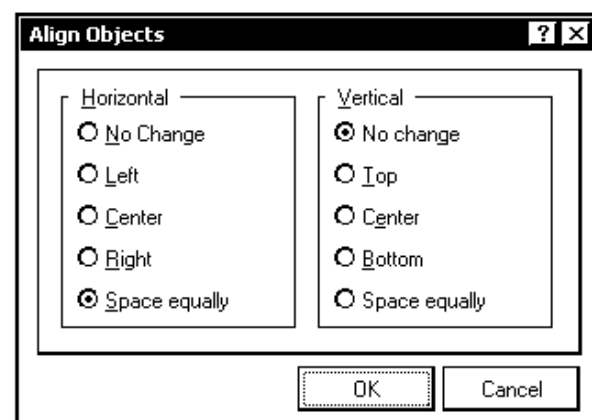 Align Objects ? X
Horizontal
No Change
Left
Center
Right
Space equally
Vertical
No change
Top
Center
Bottom
Space equally
OK Cancel